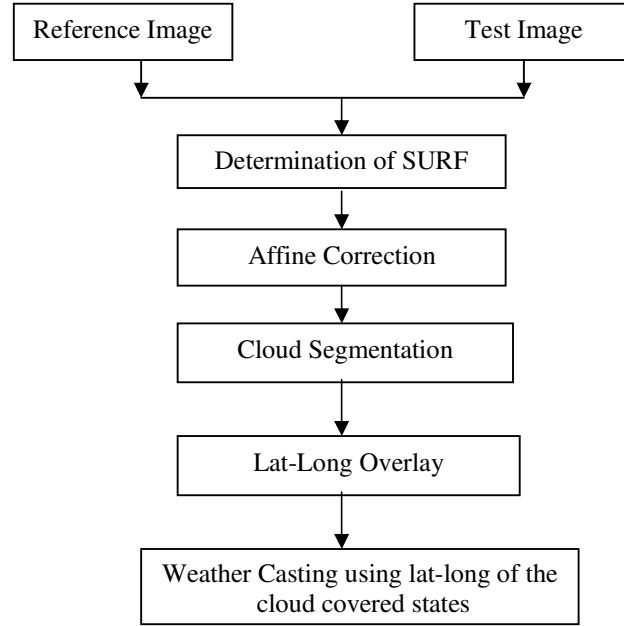 Reference Image
Test Image
Determination of SURF
Affine Correction
Cloud Segmentation
Lat-Long Overlay
Weather Casting using lat-long of the
cloud covered states